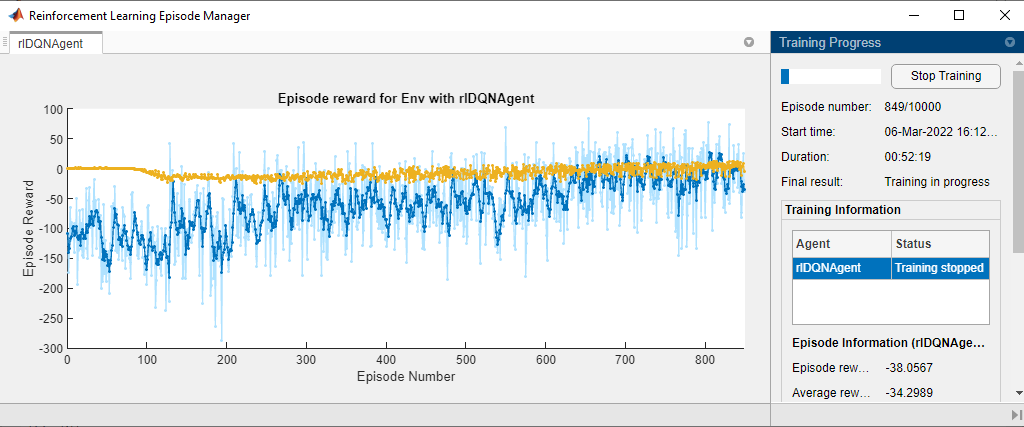 Reinforcement Learning Episode Manager
rlDQNAgent
Episode reward for Env with rlDQNAgent
100
50
0
-50
-100
-150
-200
-250
-300
Episode Reward
0 100 200 300 400 500 600 700 800
Episode Number
Training Progress
Stop Training
Episode number: 849/10000
Start time: 06-Mar-2022 16:12...
Duration: 00:52:19
Final result: Training in progress
Training Information
Agent Status
rlDQNAgent Training stopped
Episode Information (rlDQNAge...
Episode rew... -38.0567
Average rew... -34.2989